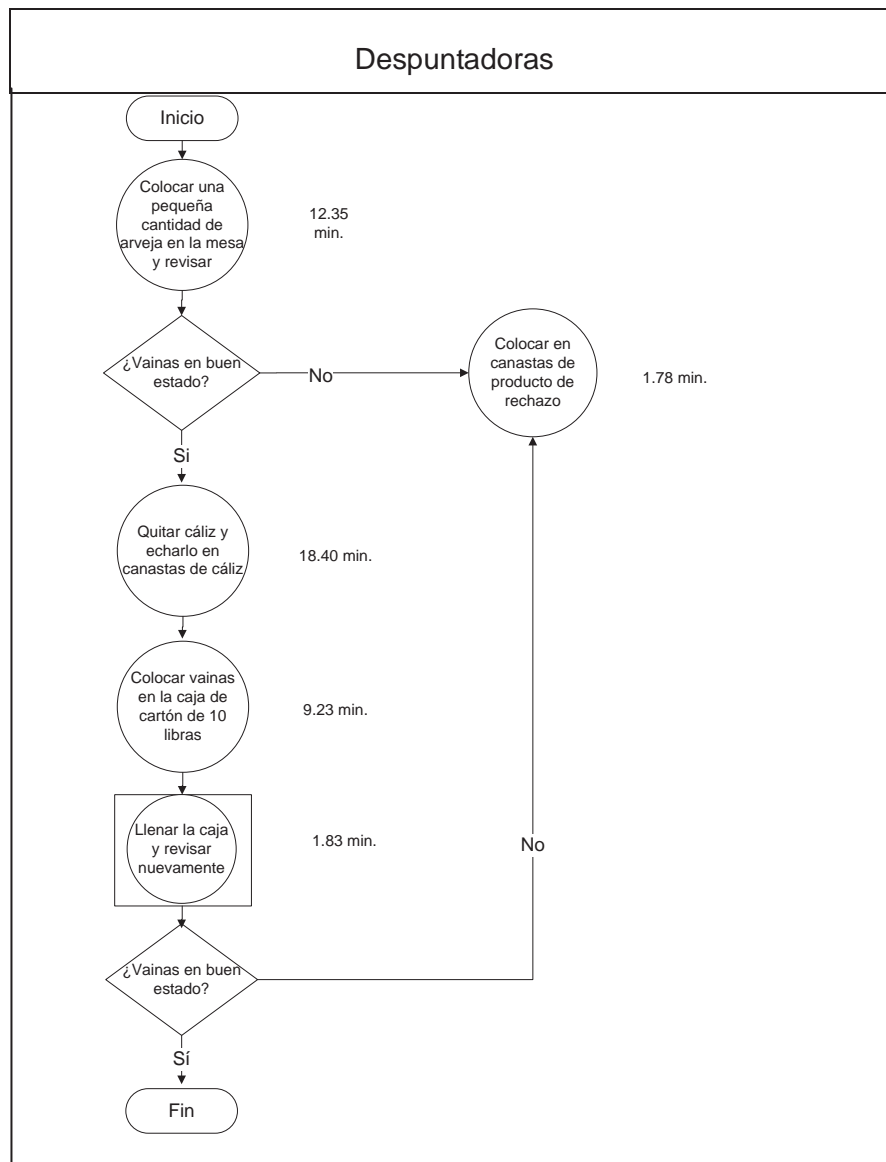 Despuntadoras
Inicio
Colocar una
pequeña
cantidad de
arveja en la mesa
y revisar
12.35
min.
¿Vainas en buen
estado?
No
Colocar en
canastas de
producto de
rechazo
1.78 min.
Si
Quitar cáliz y
echarlo en
canastas de cáliz
18.40 min.
Colocar vainas
en la caja de
cartón de 10
libras
9.23 min.
Llenar la caja
y revisar
nuevamente
1.83 min.
No
¿Vainas en buen
estado?
Sí
Fin